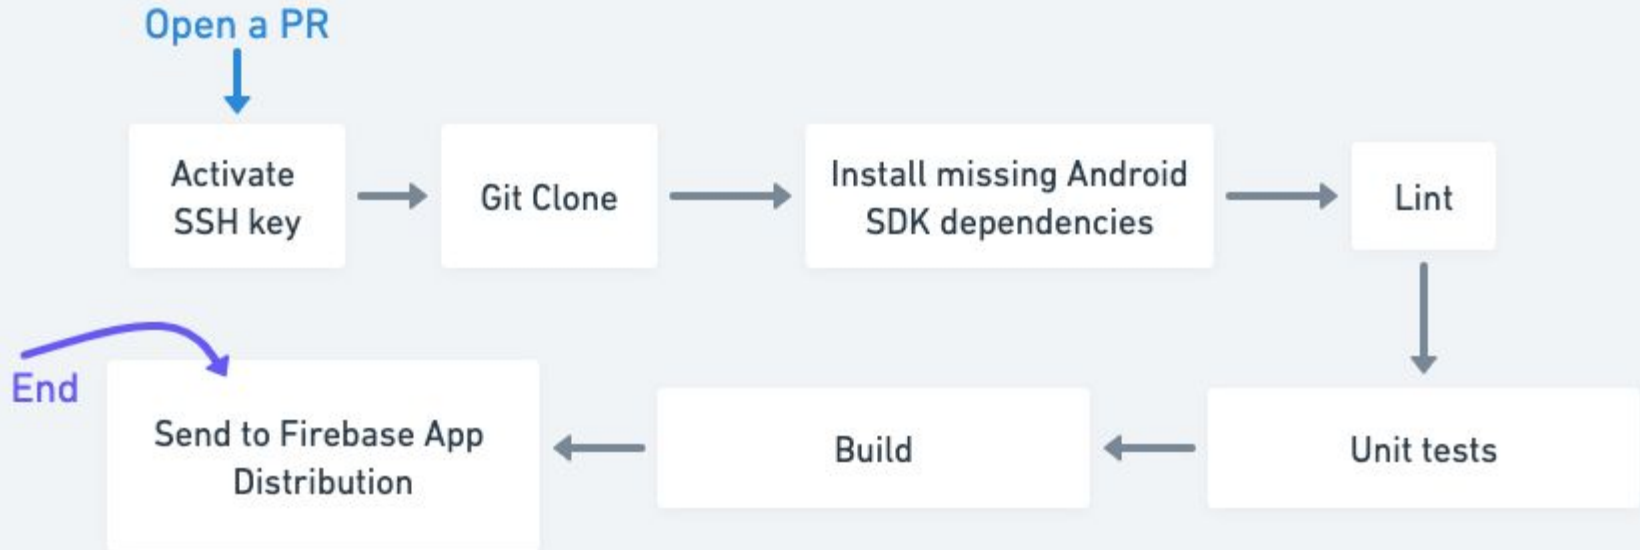 Open a PR
Activate
SSH key
Git Clone
Install missing Android
SDK dependencies
Lint
Unit tests
Build
Send to Firebase App
Distribution
End